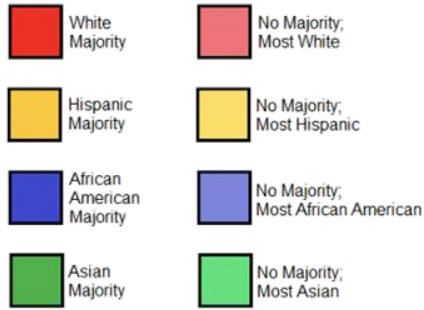 White
Majority
No Majority;
Most White
Hispanic
Majority
No Majority;
Most Hispanic
African
American
Majority
No Majority;
Most African American
Asian
Majority
No Majority;
Most Asian